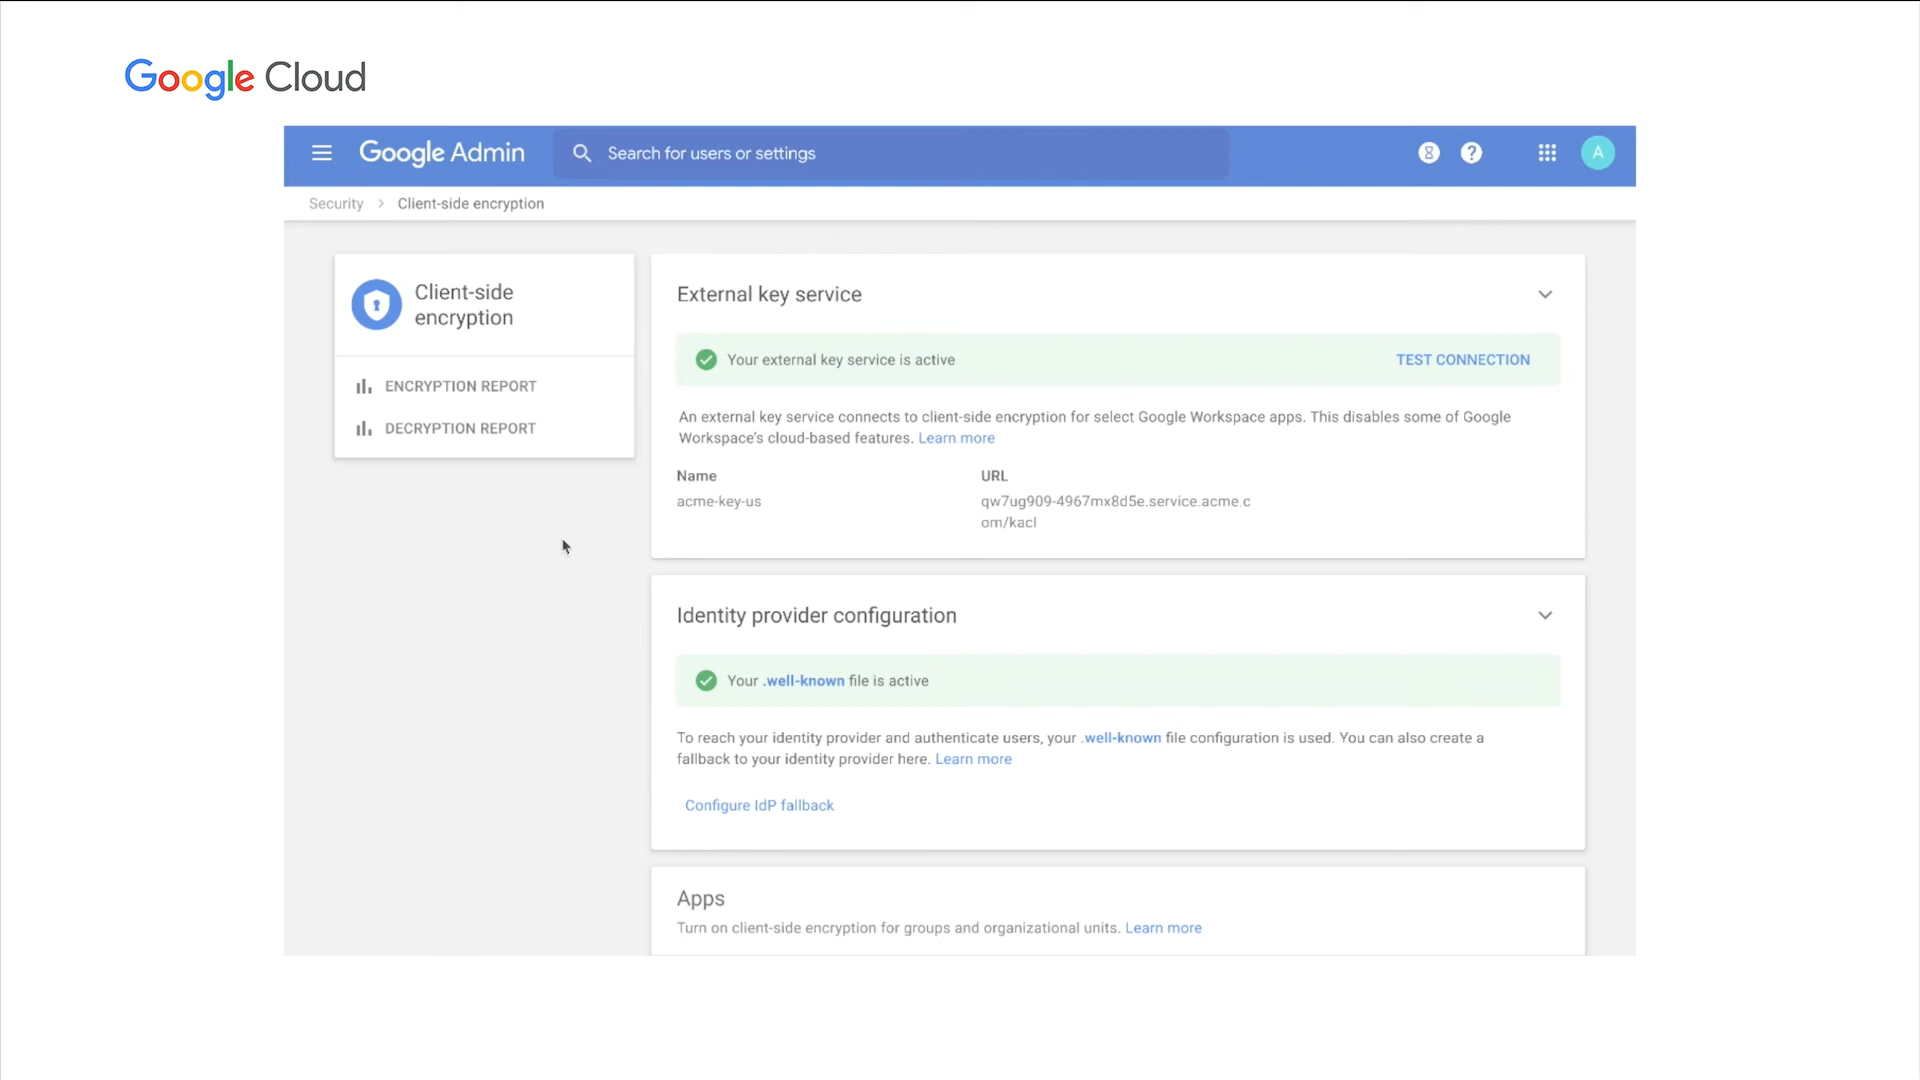 Google Cloud
Google Admin
Search for users or settings
?
A
Security > Client-side encryption
Client-side
encryption
ENCRYPTION REPORT
DECRYPTION REPORT
External key service
Your external key service is active
TEST CONNECTION
An external key service connects to client-side encryption for select Google Workspace apps. This disables some of Google
Workspace's cloud-based features. Learn more
Name
URL
acme-key-us
qw7ug909-4967mx8d5e.service.acme.c
om/kacl
Identity provider configuration
Your .well-known file is active
To reach your identity provider and authenticate users, your .well-known file configuration is used. You can also create a
fallback to your identity provider here. Learn more
Configure IdP fallback
Apps
Turn on client-side encryption for groups and organizational units. Learn more